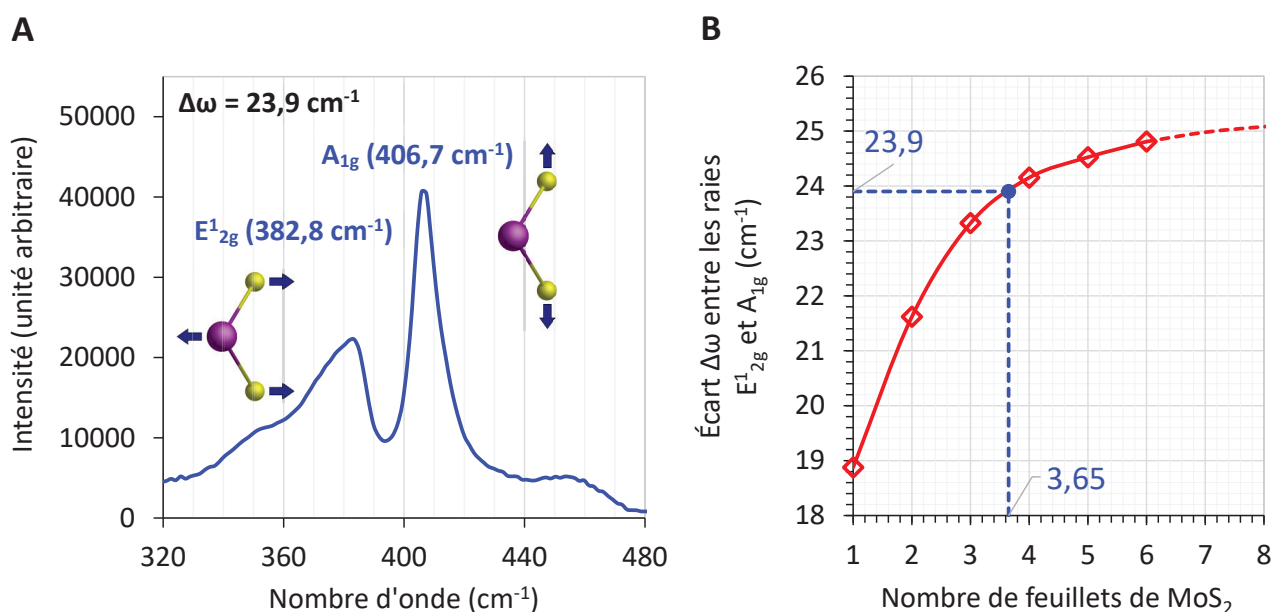 A
Δω = 23,9 cm⁻¹
A₁g (406,7 cm⁻¹)
E¹₂g (382,8 cm⁻¹)
Intensité (unité arbitraire)
50000
40000
30000
20000
10000
0
320 360 400 440 480
Nombre d'onde (cm⁻¹)
B
Écart Δω entre les raies
E¹₂g et A₁g (cm⁻¹)
26
25
24
23
22
21
20
19
18
23,9
3,65
1 2 3 4 5 6 7 8
Nombre de feuillets de MoS₂